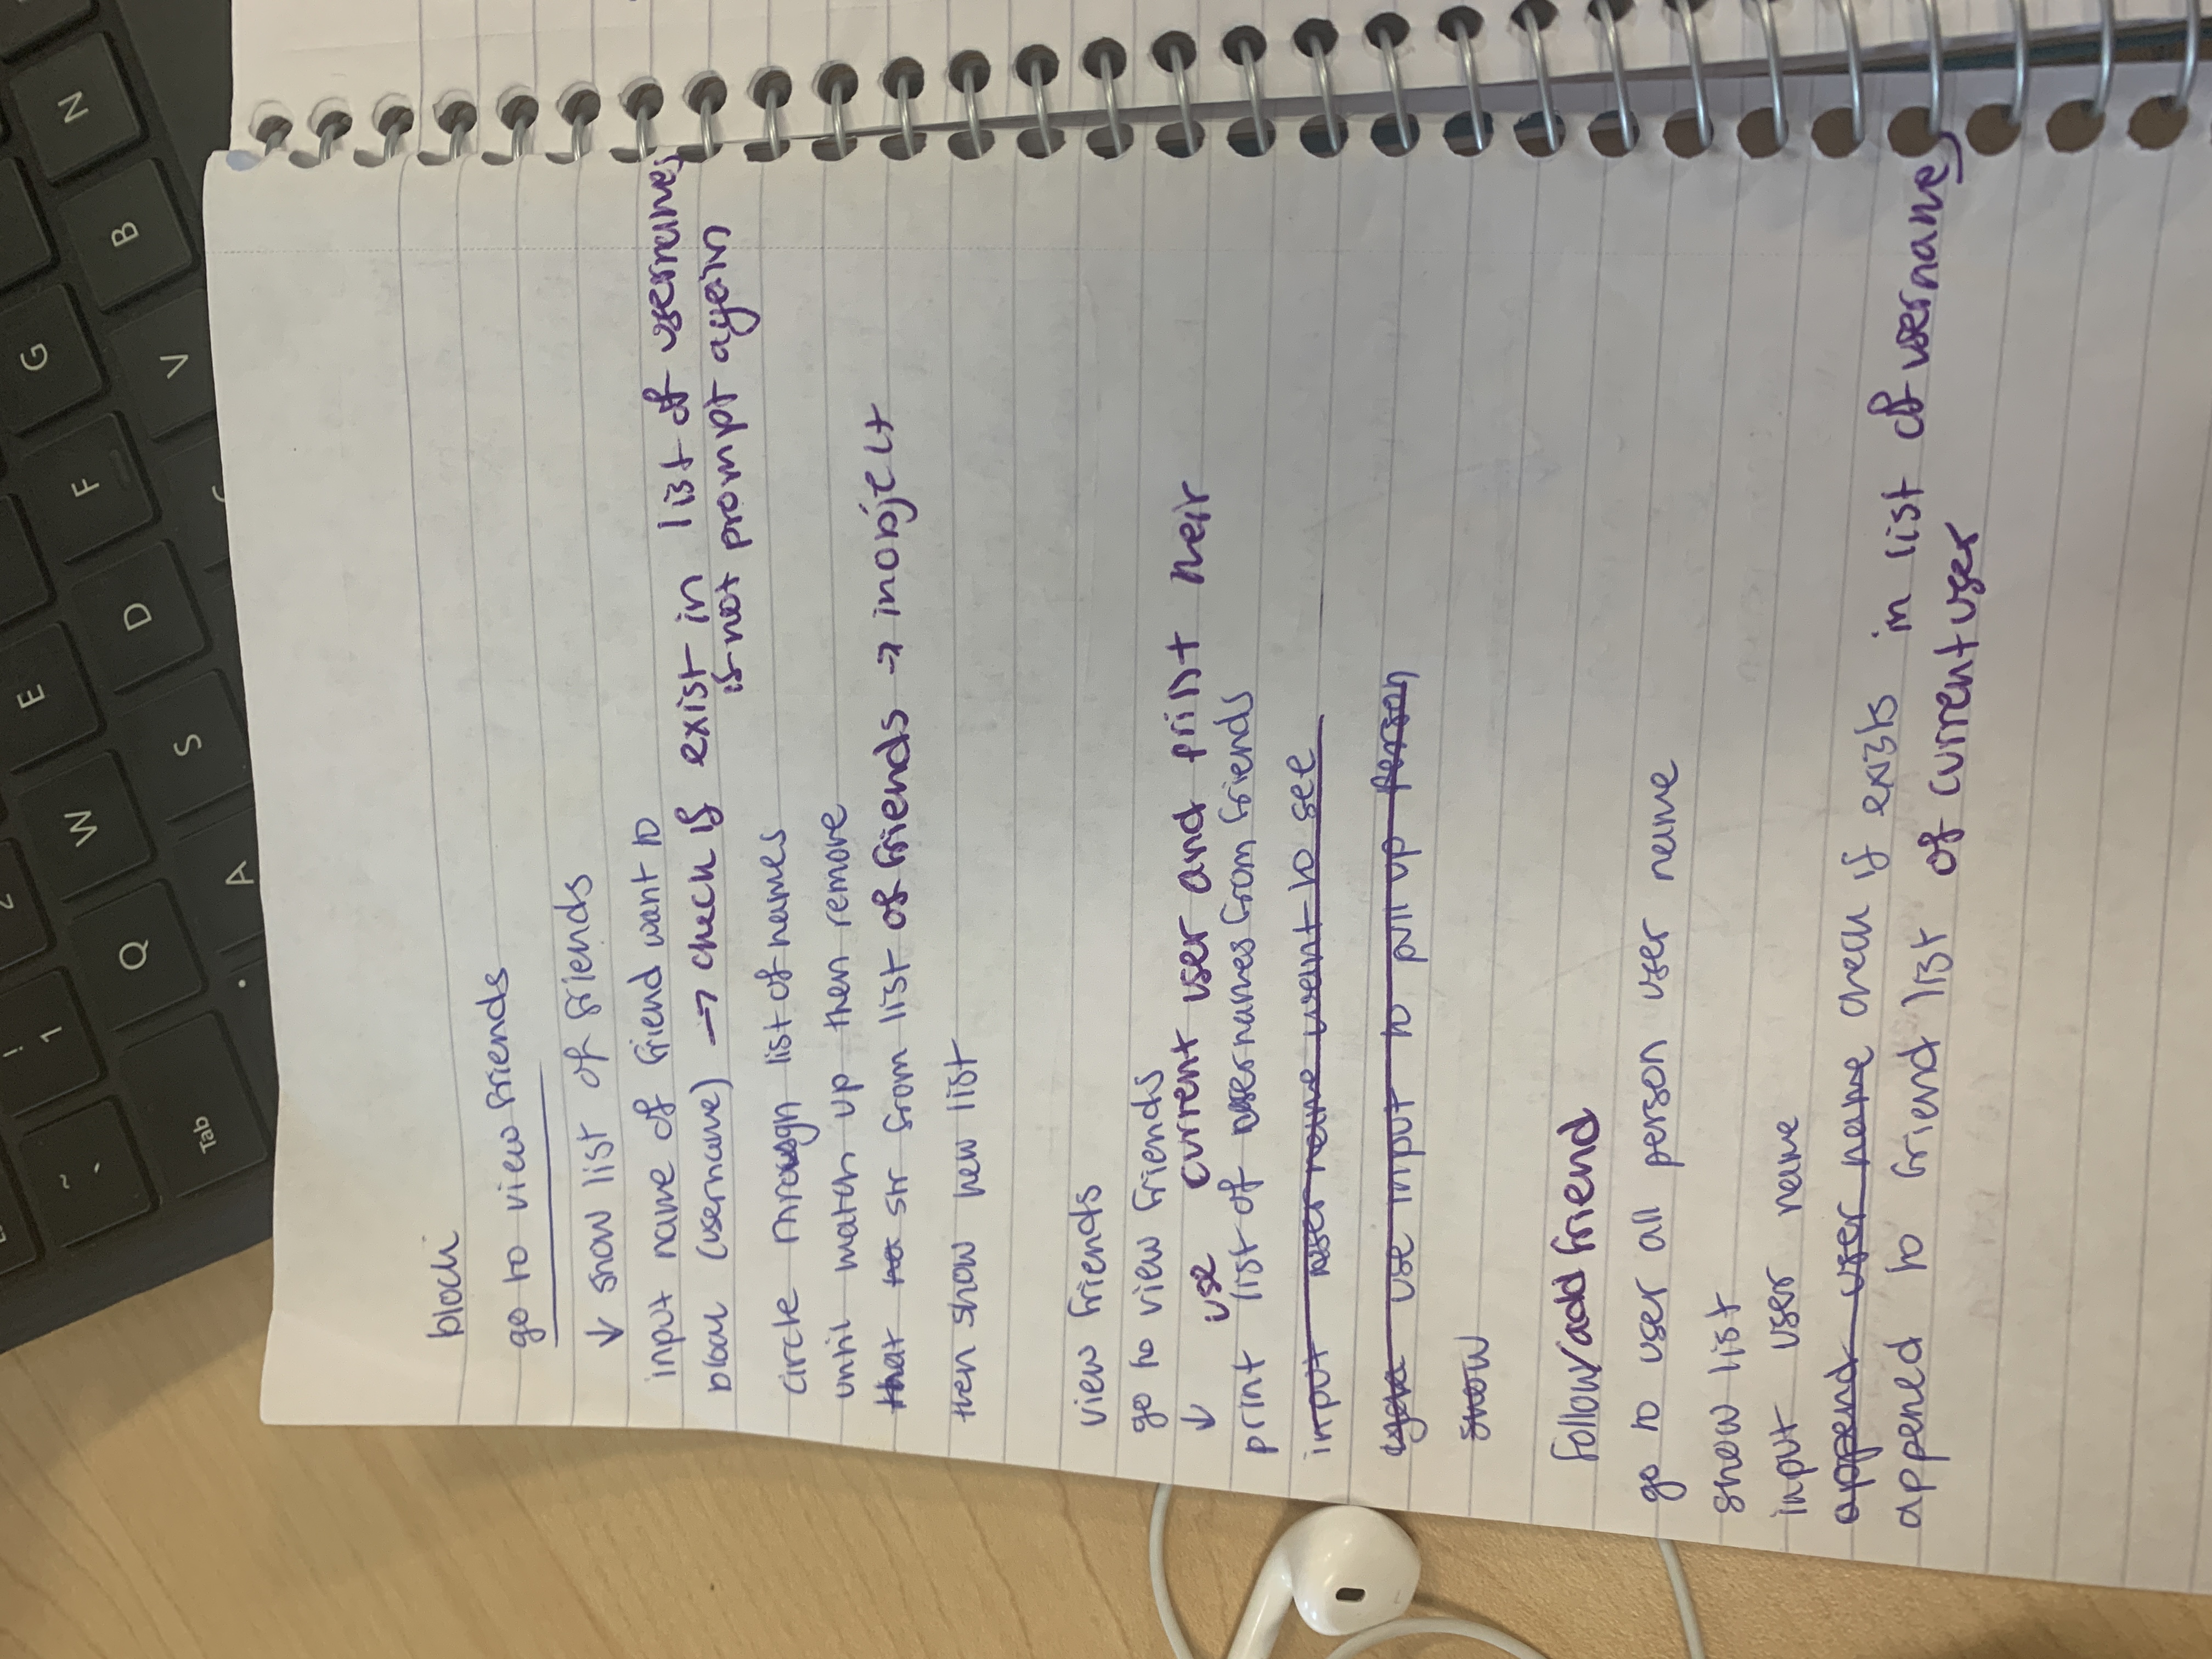 ~ ! 1 2
` Q W E
Tab A S D F G V B N
block
go to view friends
↓ show list of friends
input name of friend want to
block (username) → check if exist in list of usernames
if not prompt again
circle through list of names
until match up then remove
that str from list of friends → in object
then show new list
view friends
go to view friends
↓ use current user and print their
print list of usernames from friends
input user name want to see
use input to pull up person
show
follow/add friend
go to user all person user name
show list
input user name
append user name check if exists in list of usernames
appened to friend list of current user